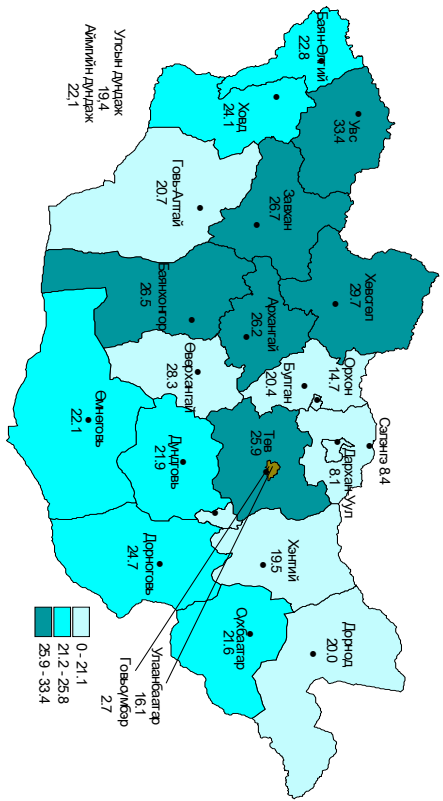 Баян-Өлгий
22.8
Увс
33.4
Ховд
24.1
Улсын дундаж
19,4
Аймгийн дундаж
22,1
Говь-Алтай
20.7
Завхан
26.7
Хөвсгөл
29.7
Баянхонгор
26.5
Архангай
26.2
Өвөрхангай
28.3
Булган
20.4
Орхон
14.7
Сэлэнгэ 8.4
Дархан-Уул
8.1
Төв
25.9
Өмнөговь
22.1
Дундговь
21.9
Дорноговь
24.7
Хэнтий
19.5
Дорнод
20.0
Сүхбаатар
21.6
Улаанбаатар
16.1
Говьсүмбэр
2.7
0 - 21.1
21.2 - 25.8
25.9 - 33.4